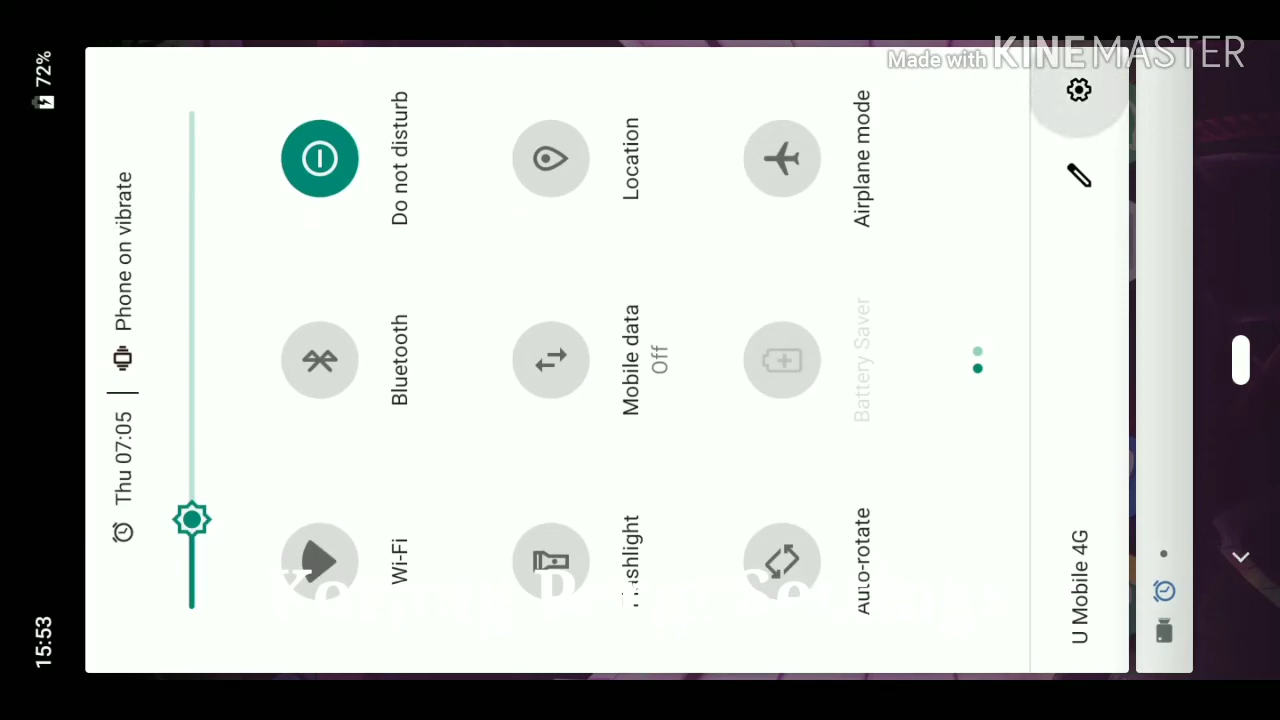 Made with KINEMASTER
15:53
72%
Thu 07:05
Phone on vibrate
Wi-Fi
Bluetooth
Do not disturb
Flashlight
Mobile data
Off
Location
Auto-rotate
Battery Saver
Airplane mode
U Mobile 4G